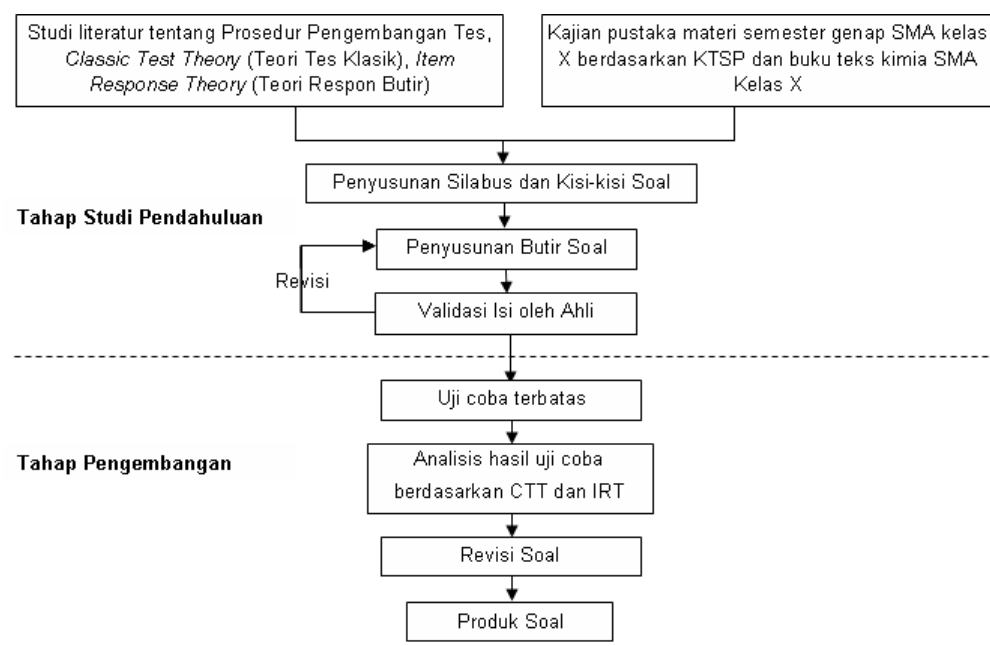 Studi literatur tentang Prosedur Pengembangan Tes,
Classic Test Theory (Teori Tes Klasik), Item
Response Theory (Teori Respon Butir)
Kajian pustaka materi semester genap SMA kelas
X berdasarkan KTSP dan buku teks kimia SMA
Kelas X
Penyusunan Silabus dan Kisi-kisi Soal
Tahap Studi Pendahuluan
Penyusunan Butir Soal
Revisi
Validasi Isi oleh Ahli
Uji coba terbatas
Tahap Pengembangan
Analisis hasil uji coba
berdasarkan CTT dan IRT
Revisi Soal
Produk Soal